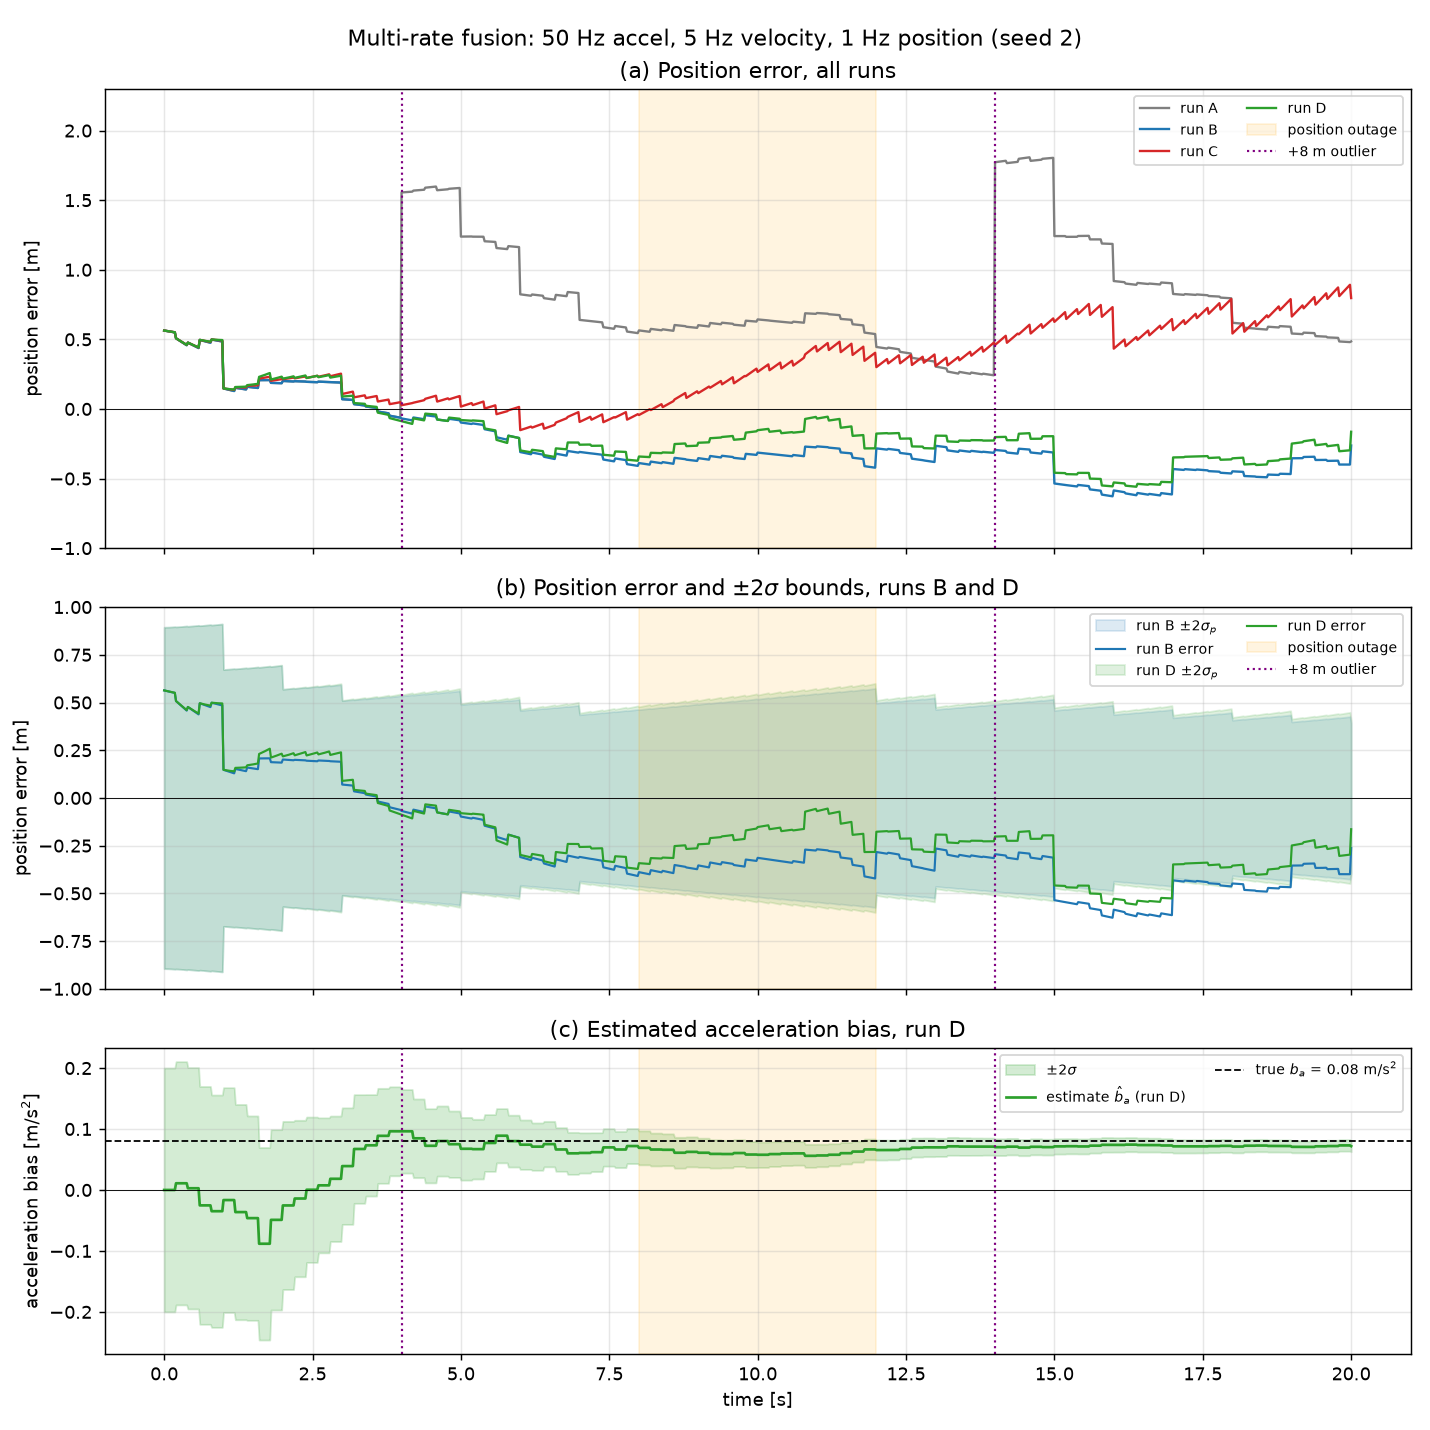 Multi-rate fusion: 50 Hz accel, 5 Hz velocity, 1 Hz position (seed 2)
(a) Position error, all runs
position error [m]
2.0
1.5
1.0
0.5
0.0
−0.5
−1.0
run A
run B
run C
run D
position outage
+8 m outlier
(b) Position error and ±2σ bounds, runs B and D
position error [m]
1.00
0.75
0.50
0.25
0.00
−0.25
−0.50
−0.75
−1.00
run B ±2σₚ
run B error
run D ±2σₚ
run D error
position outage
+8 m outlier
(c) Estimated acceleration bias, run D
acceleration bias [m/s²]
0.2
0.1
0.0
−0.1
−0.2
±2σ
estimate b̂ₐ (run D)
true bₐ = 0.08 m/s²
0.0 2.5 5.0 7.5 10.0 12.5 15.0 17.5 20.0
time [s]